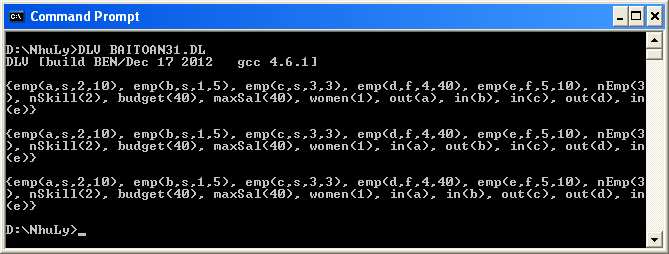 Command Prompt
D:\NhuLy>DLV BAITOAN31.DL
DLV [build BEN/Dec 17 2012   gcc 4.6.1]
{emp(a,s,2,10), emp(b,s,1,5), emp(c,s,3,3), emp(d,f,4,40), emp(e,f,5,10), nEmp(3
), nSkill(2), budget(40), maxSal(40), women(1), out(a), in(b), in(c), out(d), in
(e)}
{emp(a,s,2,10), emp(b,s,1,5), emp(c,s,3,3), emp(d,f,4,40), emp(e,f,5,10), nEmp(3
), nSkill(2), budget(40), maxSal(40), women(1), in(a), out(b), in(c), out(d), in
(e)}
{emp(a,s,2,10), emp(b,s,1,5), emp(c,s,3,3), emp(d,f,4,40), emp(e,f,5,10), nEmp(3
), nSkill(2), budget(40), maxSal(40), women(1), in(a), in(b), out(c), out(d), in
(e)}
D:\NhuLy>_